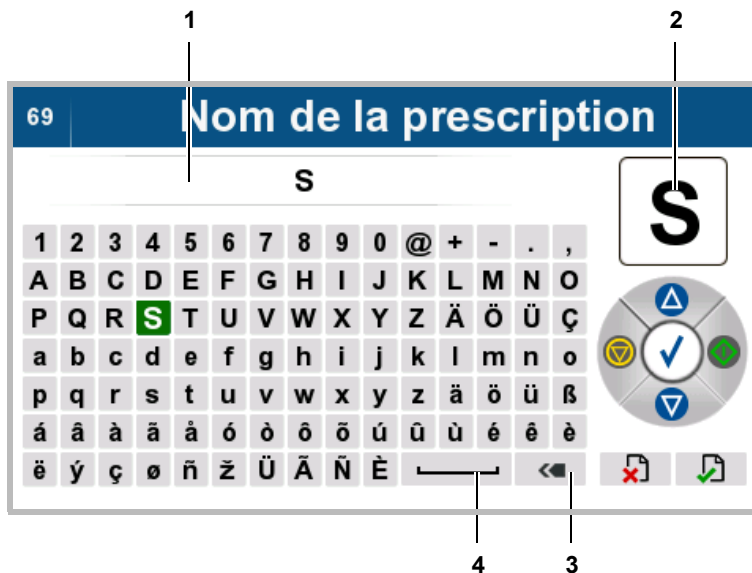 1 2
69 Nom de la prescription
S S
1 2 3 4 5 6 7 8 9 0 @ + - . ,
A B C D E F G H I J K L M N O
P Q R S T U V W X Y Z Ä Ö Ü Ç
a b c d e f g h i j k l m n o
p q r s t u v w x y z ä ö ü ß
á â à ã å ó ò ô õ ú û ù é ê è
ë ý ç ø ñ ž Ü Ã Ñ È
4 3